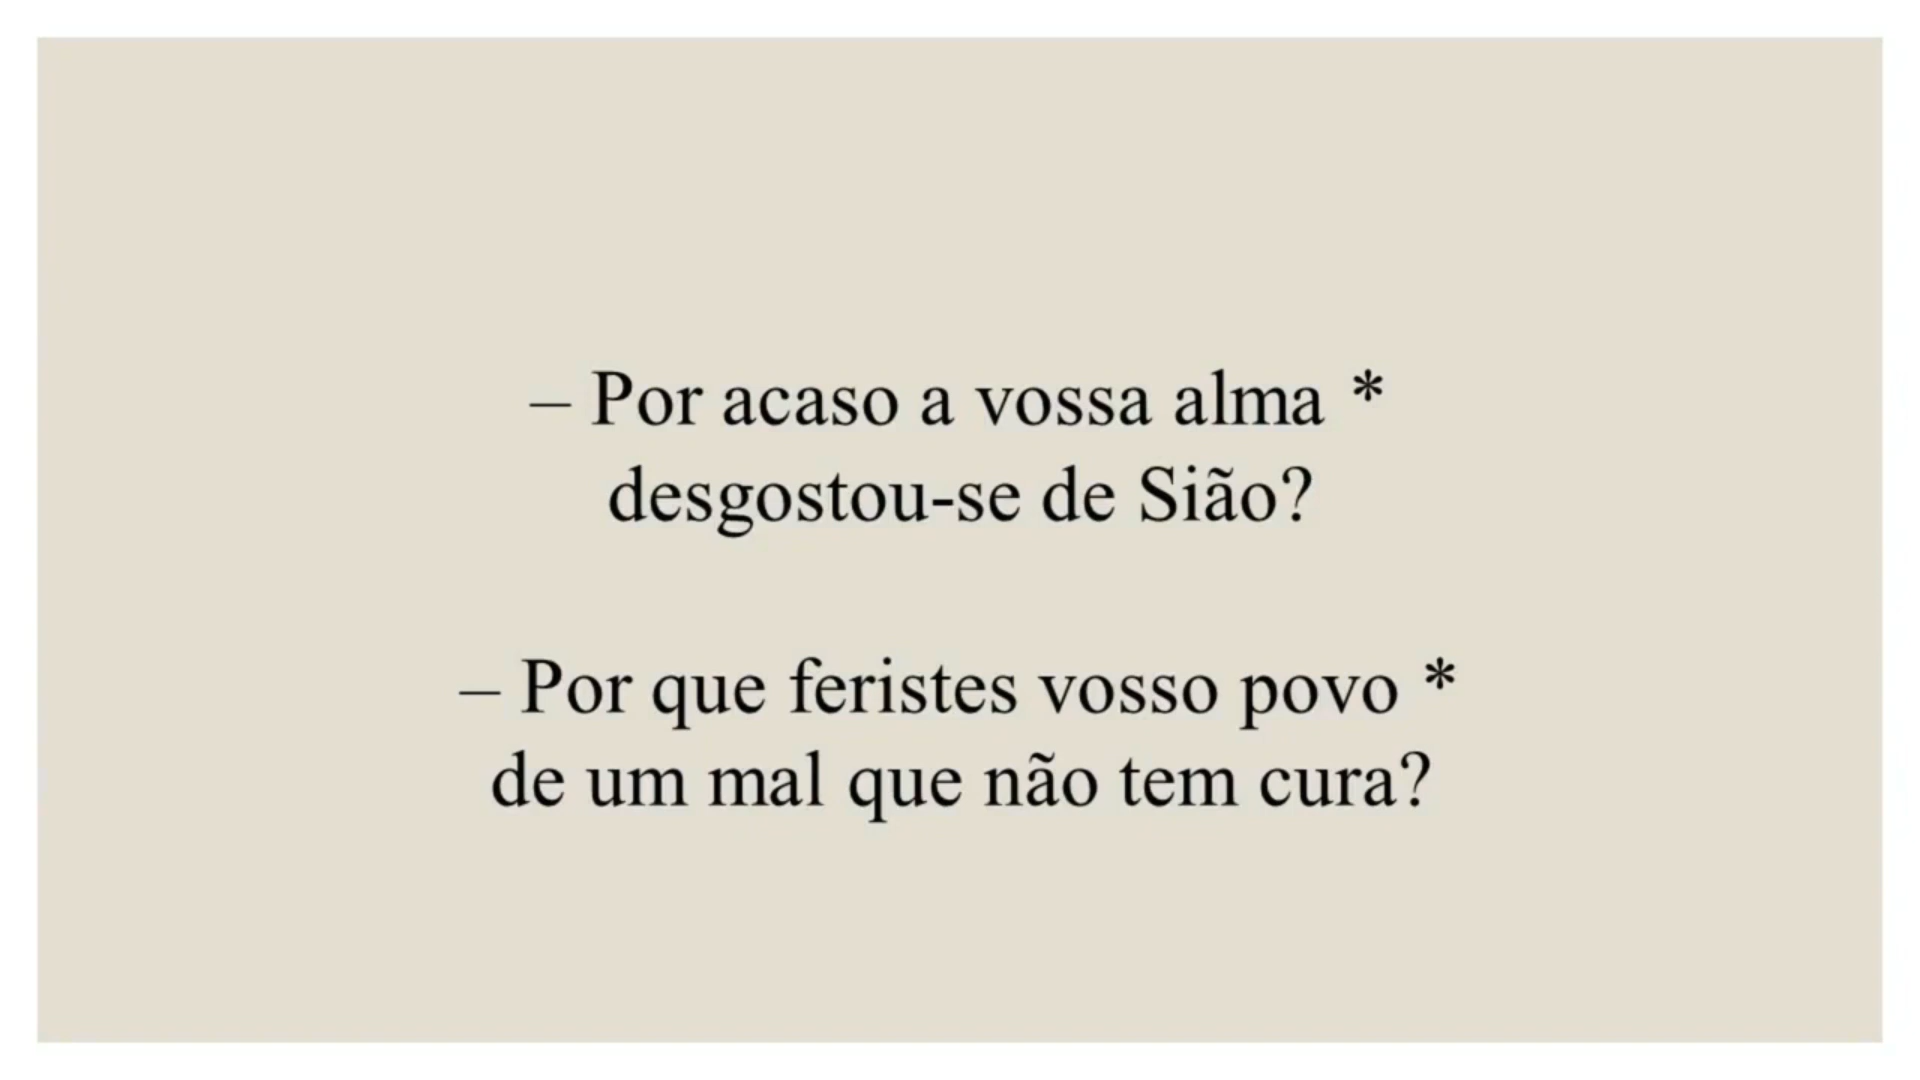 – Por acaso a vossa alma *
desgostou-se de Sião?
– Por que feristes vosso povo *
de um mal que não tem cura?